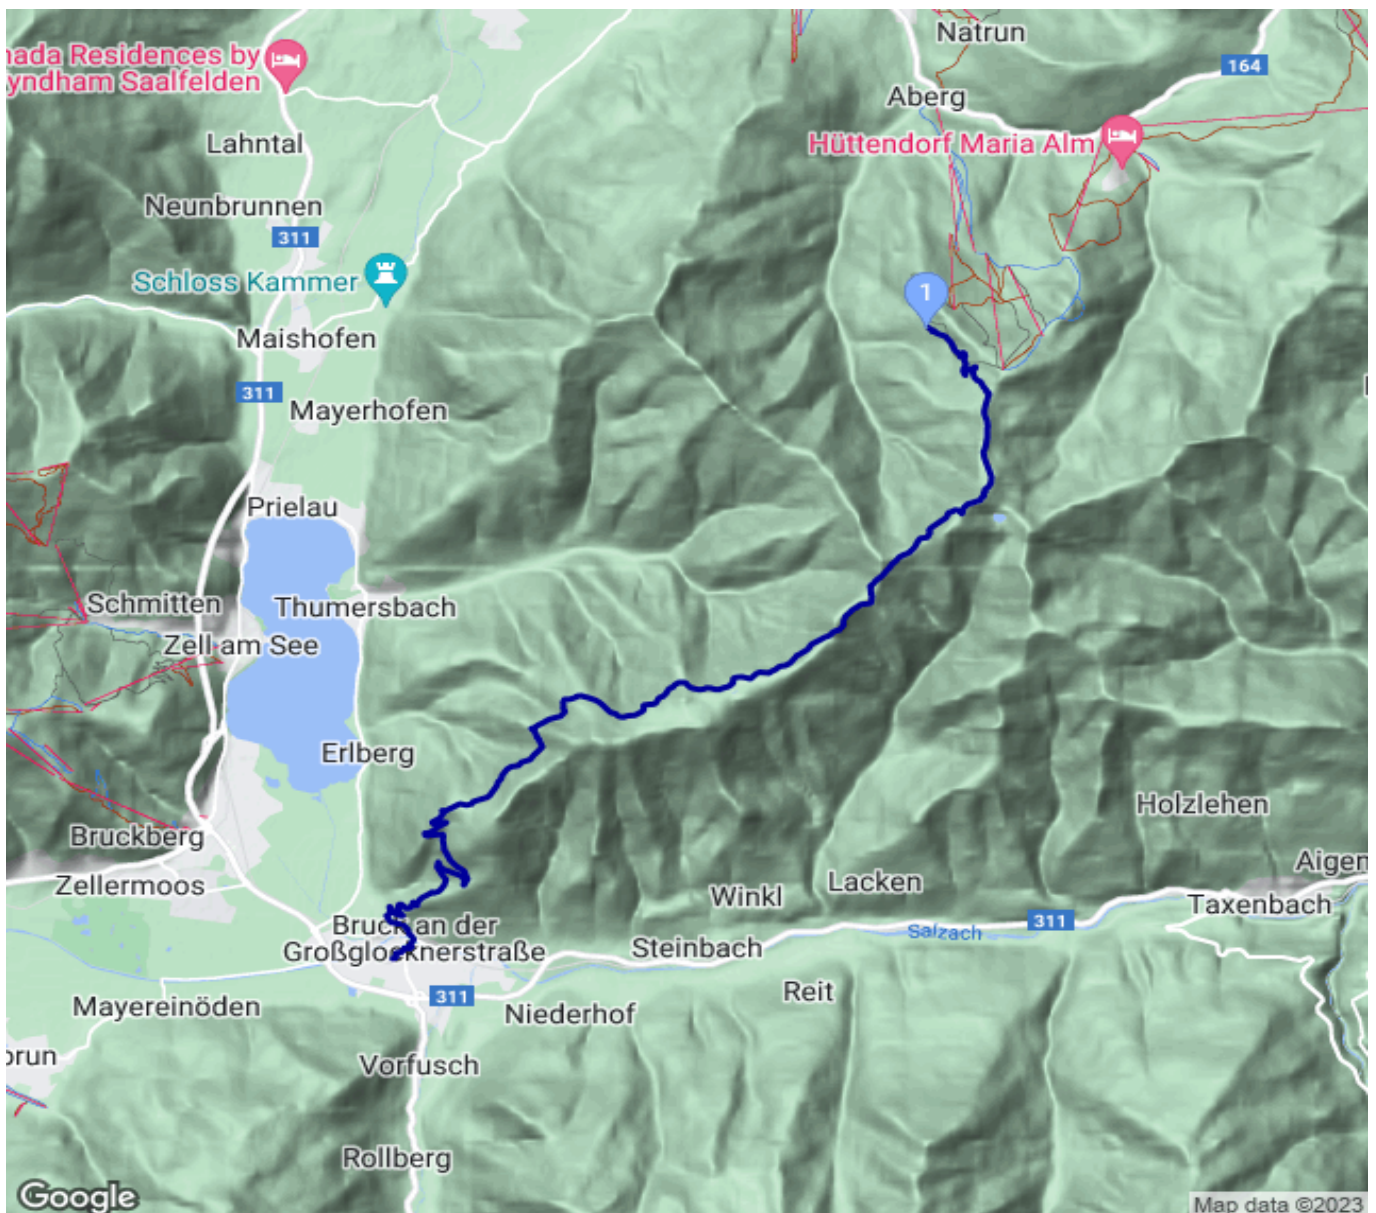 Natrun
nada Residences by
yndham Saalfelden
164
Aberg
Lahntal
Hüttendorf Maria Alm
Neunbrunnen
311
Schloss Kammer
1
Maishofen
311
Mayerhofen
Prielau
Schmitten
Thumersbach
Zell am See
Erlberg
Holzlehen
Bruckberg
Aigen
Zellermoos
Winkl
Lacken
Taxenbach
Bruck an der
Großglocknerstraße
311
Salzach
Steinbach
Reit
311
Mayereinöden
Niederhof
orun
Vorfusch
Rollberg
Google
Map data ©2023